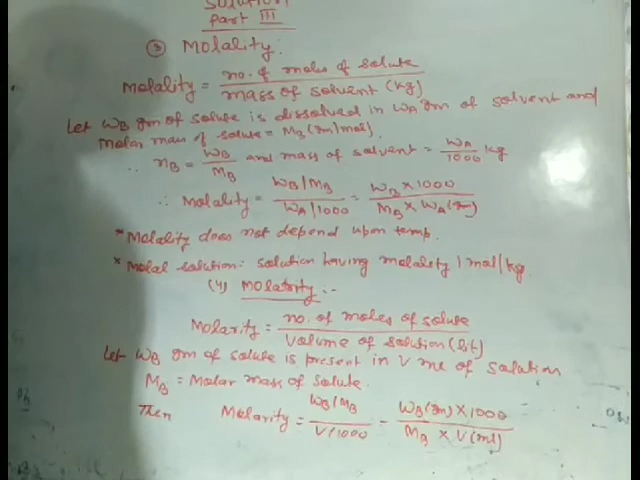 Solution
Part III
③ Molality.
Molality = no. of moles of solute / mass of solvent (kg)
Let WB gm of solute is dissolved in WA gm of solvent and
molar mass of solute = MB (gm/mol).
∴ nB = WB / MB and mass of solvent = WA / 1000 kg
∴ Molality = WB/MB / WA/1000 = WB × 1000 / MB × WA (gm)
* Molality does not depend upon temp.
* Molal solution: solution having molality 1 mol/kg
(4) Molarity :-
Molarity = no. of moles of solute / Volume of solution (lit)
Let WB gm of solute is present in V ml of solution
MB = Molar mass of solute.
Then Molarity = WB/MB / V/1000 = WB (gm) × 1000 / MB × V (ml)